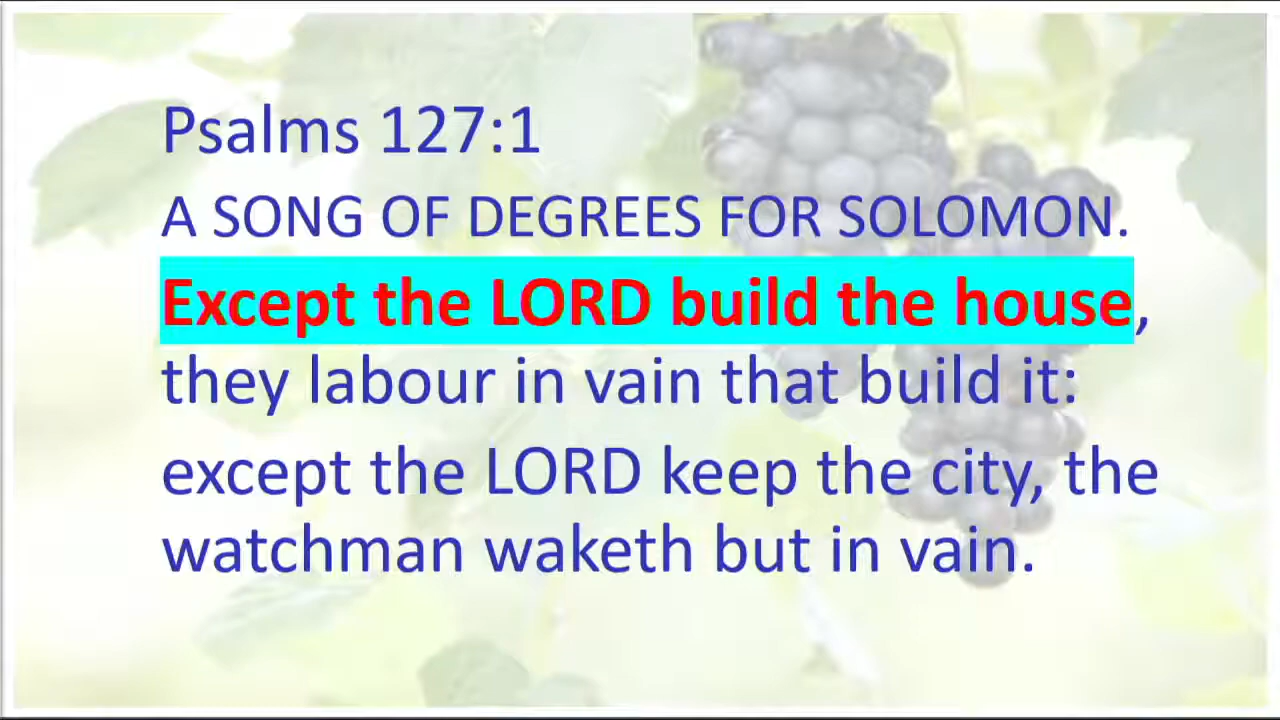 Psalms 127:1
A SONG OF DEGREES FOR SOLOMON.
Except the LORD build the house,
they labour in vain that build it:
except the LORD keep the city, the
watchman waketh but in vain.